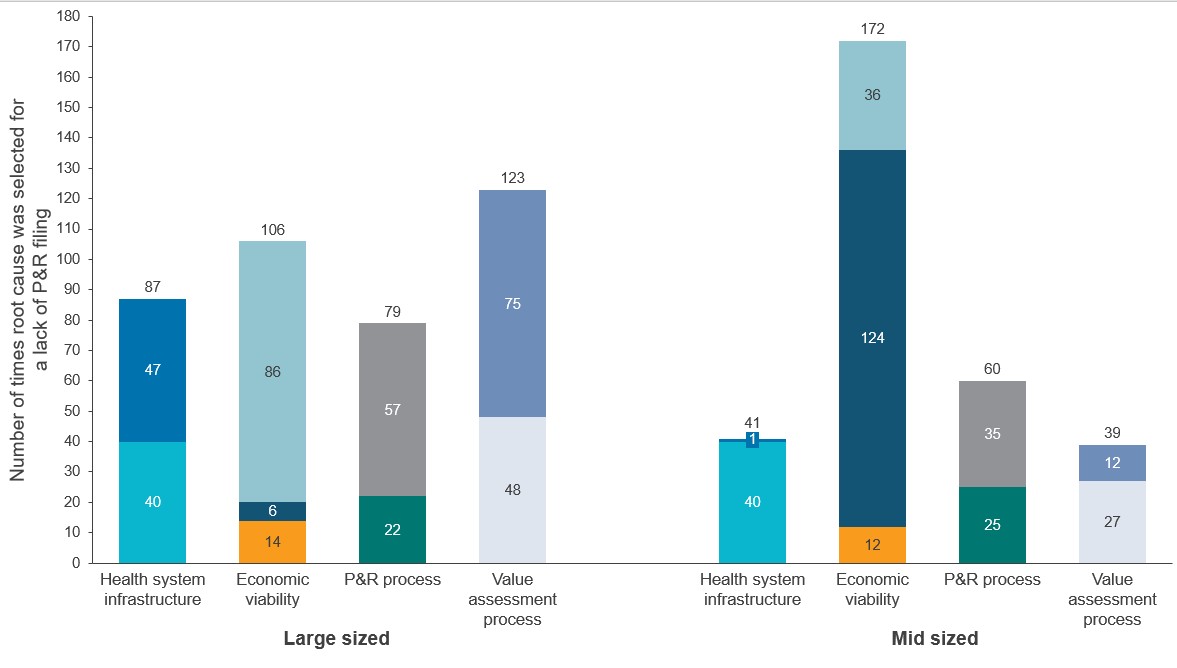 Number of times root cause was selected for
a lack of P&R filing
180
170
160
150
140
130
120
110
100
90
80
70
60
50
40
30
20
10
0
87
47
40
106
86
6
14
79
57
22
123
75
48
41
1
40
172
36
124
12
60
35
25
39
12
27
Health system
infrastructure
Economic
viability
P&R process
Value
assessment
process
Health system
infrastructure
Economic
viability
P&R process
Value
assessment
process
Large sized
Mid sized